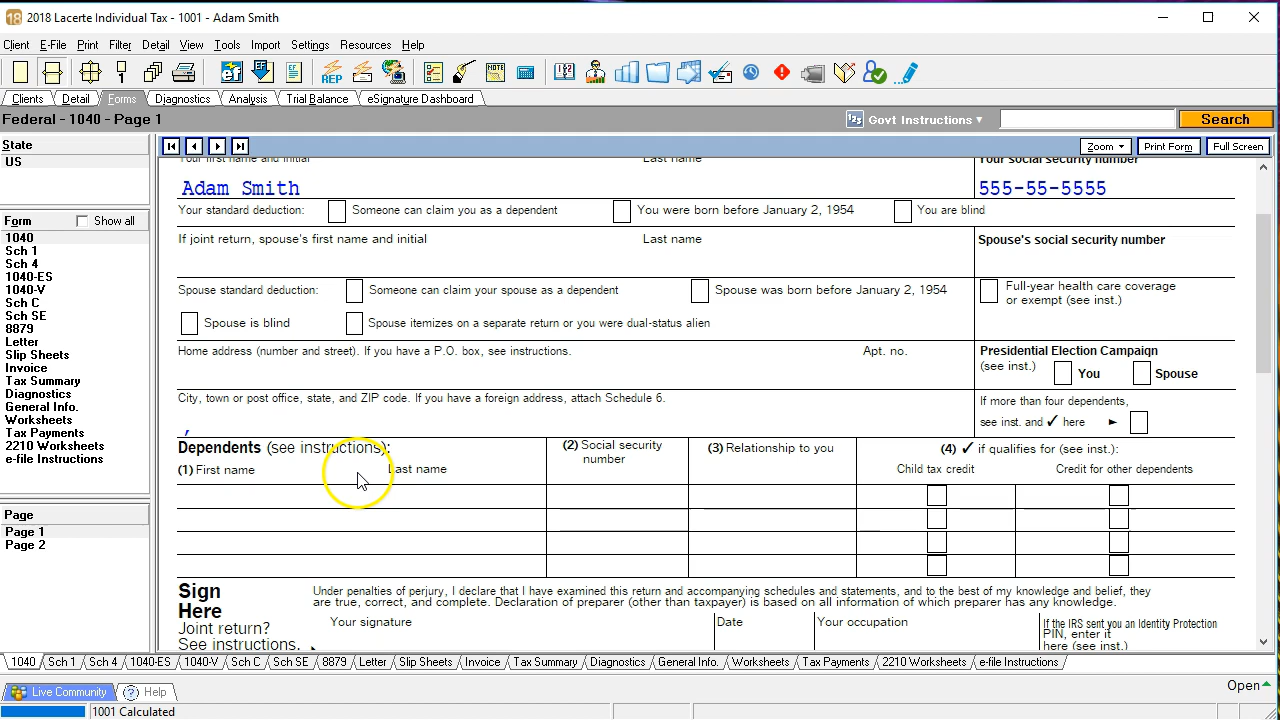 18 2018 Lacerte Individual Tax - 1001 - Adam Smith
Client E-File Print Filter Detail View Tools Import Settings Resources Help
1 REP NOTE
Clients Detail Forms Diagnostics Analysis Trial Balance eSignature Dashboard
Federal - 1040 - Page 1 123 Govt Instructions Search
State
US
Form Show all
1040
Sch 1
Sch 4
1040-ES
1040-V
Sch C
Sch SE
8879
Letter
Slip Sheets
Invoice
Tax Summary
Diagnostics
General Info.
Worksheets
Tax Payments
2210 Worksheets
e-file Instructions
Page
Page 1
Page 2
Zoom Print Form Full Screen
Your first name and initial Last name Your social security number
Adam Smith 555-55-5555
Your standard deduction: Someone can claim you as a dependent You were born before January 2, 1954 You are blind
If joint return, spouse's first name and initial Last name Spouse's social security number
Spouse standard deduction: Someone can claim your spouse as a dependent Spouse was born before January 2, 1954 Full-year health care coverage
or exempt (see inst.)
Spouse is blind Spouse itemizes on a separate return or you were dual-status alien
Home address (number and street). If you have a P.O. box, see instructions. Apt. no. Presidential Election Campaign
(see inst.) You Spouse
City, town or post office, state, and ZIP code. If you have a foreign address, attach Schedule 6. If more than four dependents,
, see inst. and ✓ here ►
Dependents (see instructions): (2) Social security number (3) Relationship to you (4) ✓ if qualifies for (see inst.):
(1) First name Last name Child tax credit Credit for other dependents
Sign Here Under penalties of perjury, I declare that I have examined this return and accompanying schedules and statements, and to the best of my knowledge and belief, they
are true, correct, and complete. Declaration of preparer (other than taxpayer) is based on all information of which preparer has any knowledge.
Joint return? Your signature Date Your occupation If the IRS sent you an Identity Protection
PIN, enter it
See instructions. here (see inst.)
1040 Sch 1 Sch 4 1040-ES 1040-V Sch C Sch SE 8879 Letter Slip Sheets Invoice Tax Summary Diagnostics General Info. Worksheets Tax Payments 2210 Worksheets e-file Instructions
Live Community ? Help Open
1001 Calculated